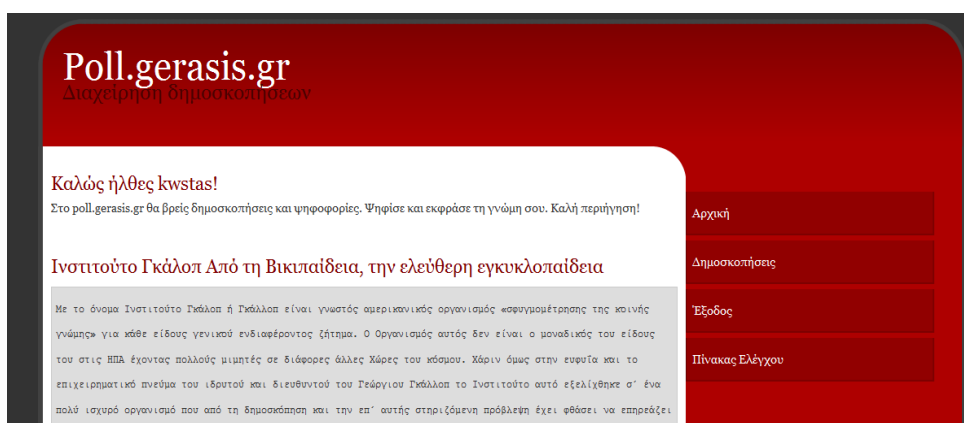 Poll.gerasis.gr
Διαχείρηση δημοσκοπήσεων
Καλώς ήλθες kwstas!
Στο poll.gerasis.gr θα βρείς δημοσκοπήσεις και ψηφοφορίες. Ψηφίσε και εκφράσε τη γνώμη σου. Καλή περιήγηση!
Ινστιτούτο Γκάλοπ Από τη Βικιπαίδεια, την ελεύθερη εγκυκλοπαίδεια
Με το όνομα Ινστιτούτο Γκάλοπ ή Γκάλλοπ είναι γνωστός αμερικανικός οργανισμός «σφυγμομέτρησης της κοινής
γνώμης» για κάθε είδους γενικού ενδιαφέροντος ζήτημα. Ο Οργανισμός αυτός δεν είναι ο μοναδικός του είδους
του στις ΗΠΑ έχοντας πολλούς μιμητές σε διάφορες άλλες Χώρες του κόσμου. Χάριν όμως στην ευφυΐα και το
επιχειρηματικό πνεύμα του ιδρυτού και διευθυντού του Γεώργιου Γκάλλοπ το Ινστιτούτο αυτό εξελίχθηκε σ΄ ένα
πολύ ισχυρό οργανισμό που από τη δημοσκόπηση και την επ΄ αυτής στηριζόμενη πρόβλεψη έχει φθάσει να επηρεάζει
Αρχική
Δημοσκοπήσεις
Έξοδος
Πίνακας Ελέγχου